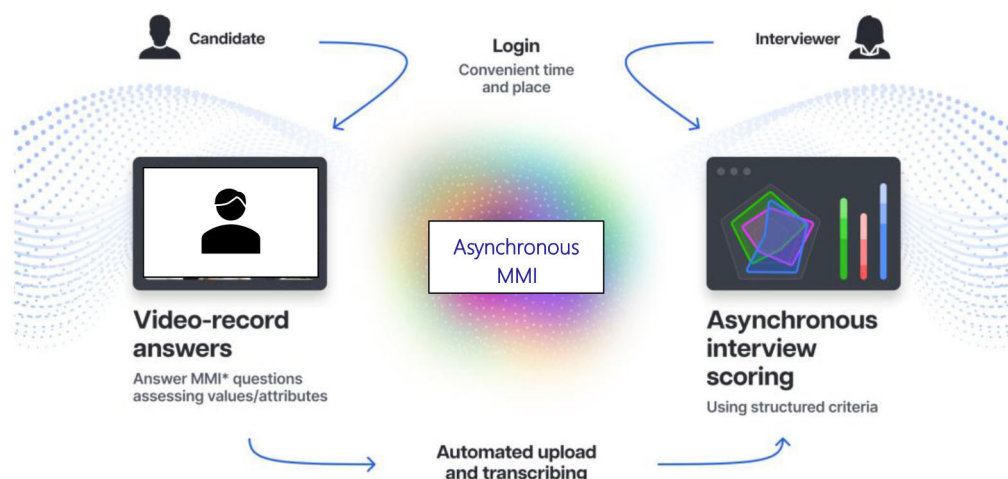 Candidate
Login
Convenient time
and place
Interviewer
Asynchronous
MMI
Video-record
answers
Answer MMI* questions
assessing values/attributes
Asynchronous
interview
scoring
Using structured criteria
Automated upload
and transcribing